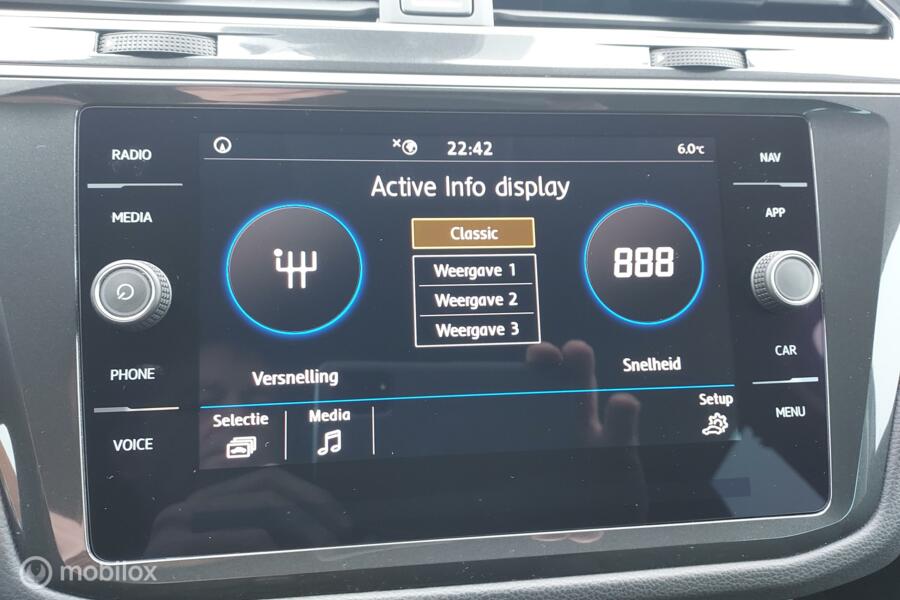 RADIO
MEDIA
PHONE
VOICE
22:42
6.0°C
Active Info display
Classic
Weergave 1
Weergave 2
Weergave 3
888
Versnelling
Snelheid
Selectie
Media
Setup
NAV
APP
CAR
MENU
mobilox